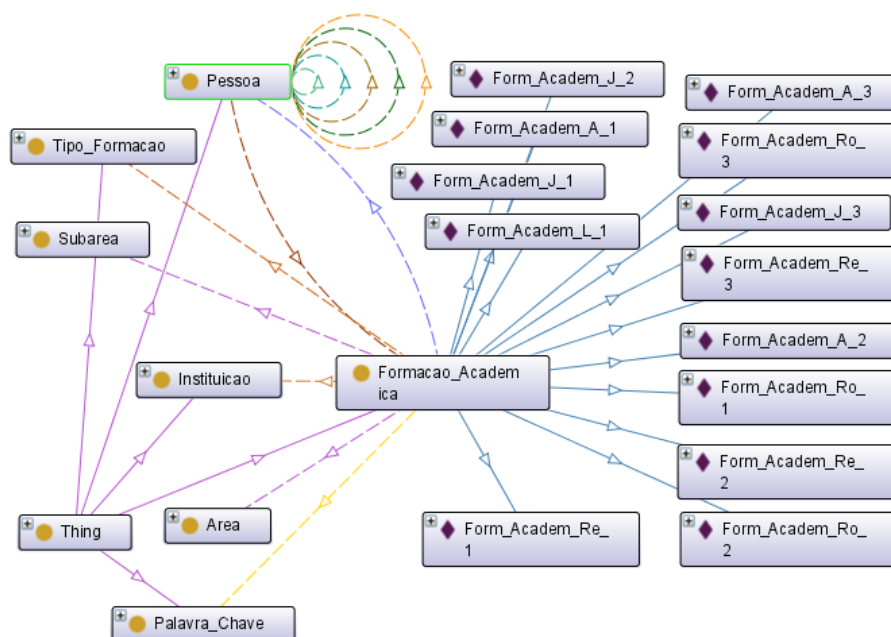 Pessoa
Form_Academ_J_2
Form_Academ_A_3
Form_Academ_A_1
Tipo_Formacao
Form_Academ_Ro_
3
Form_Academ_J_1
Form_Academ_J_3
Form_Academ_L_1
Subarea
Form_Academ_Re_
3
Form_Academ_A_2
Formacao_Academ
ica
Instituicao
Form_Academ_Ro_
1
Form_Academ_Re_
2
Thing
Area
Form_Academ_Re_
1
Form_Academ_Ro_
2
Palavra_Chave